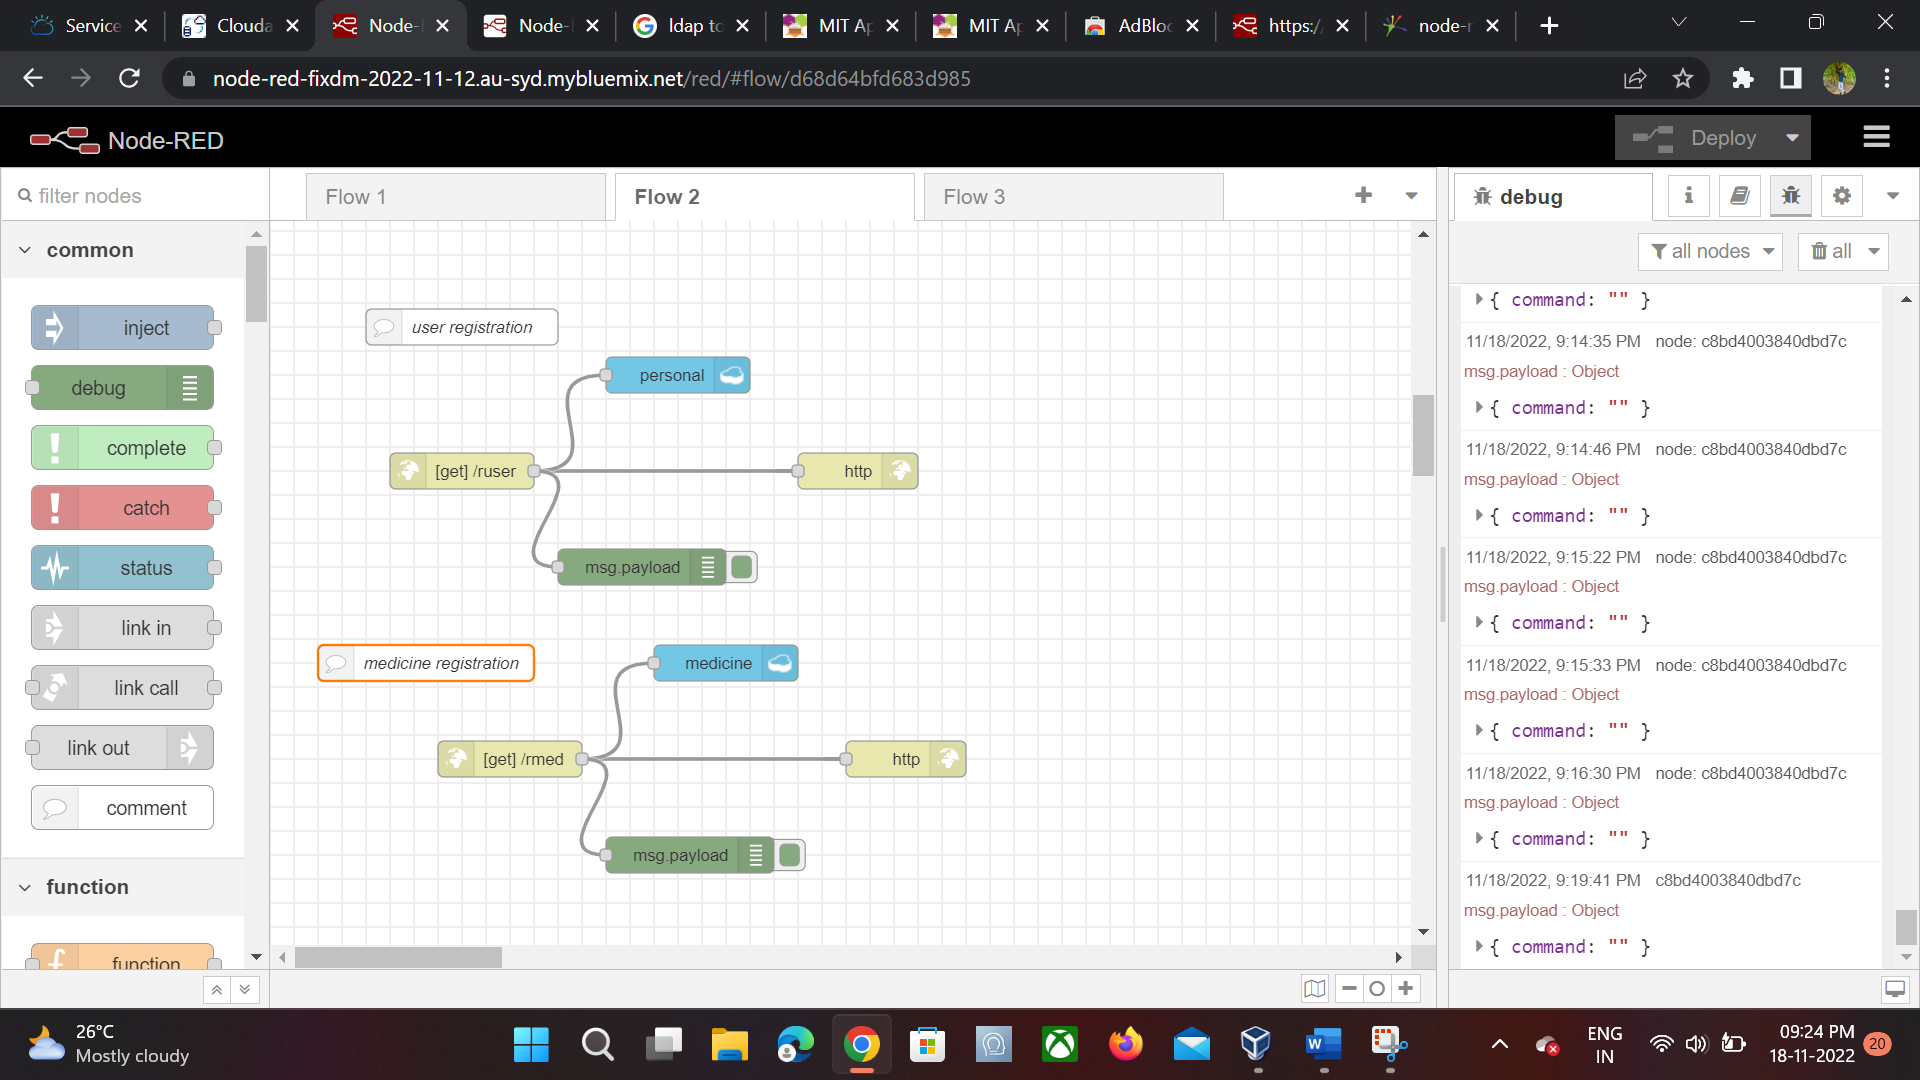 Service
Clouda
Node-
Node-
ldap to
MIT Ap
MIT Ap
AdBloc
https:/
node-r
node-red-fixdm-2022-11-12.au-syd.mybluemix.net/red/#flow/d68d64bfd683d985
Node-RED
Deploy
filter nodes
Flow 1
Flow 2
Flow 3
debug
common
all nodes
all
inject
debug
complete
catch
status
link in
link call
link out
comment
function
function
user registration
personal
[get] /ruser
http
msg.payload
medicine registration
medicine
[get] /rmed
http
msg.payload
{ command: "" }
11/18/2022, 9:14:35 PM node: c8bd4003840dbd7c
msg.payload : Object
{ command: "" }
11/18/2022, 9:14:46 PM node: c8bd4003840dbd7c
msg.payload : Object
{ command: "" }
11/18/2022, 9:15:22 PM node: c8bd4003840dbd7c
msg.payload : Object
{ command: "" }
11/18/2022, 9:15:33 PM node: c8bd4003840dbd7c
msg.payload : Object
{ command: "" }
11/18/2022, 9:16:30 PM node: c8bd4003840dbd7c
msg.payload : Object
{ command: "" }
11/18/2022, 9:19:41 PM c8bd4003840dbd7c
msg.payload : Object
{ command: "" }
26°C
Mostly cloudy
ENG
IN
09:24 PM
18-11-2022
20